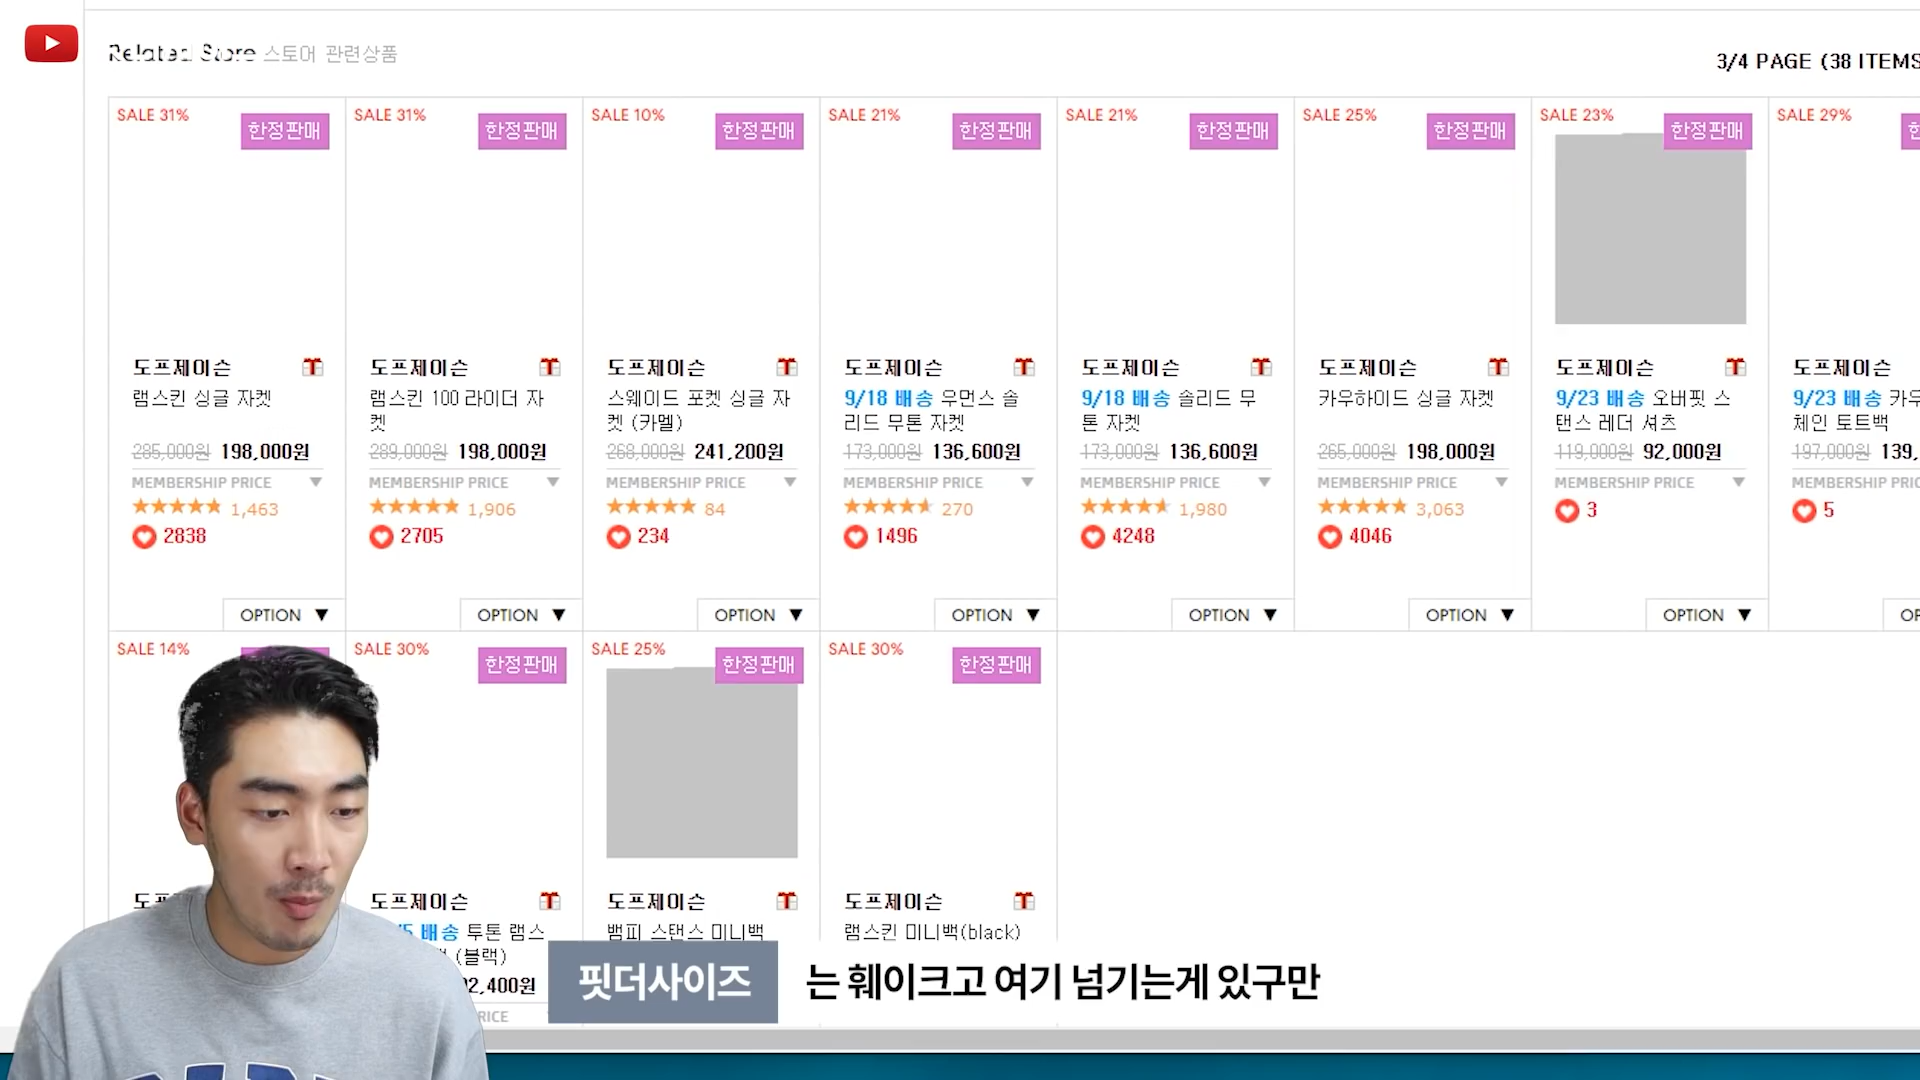 Related Store 스토어 관련상품
3/4 PAGE (38 ITEMS
SALE 31%
한정판매
도프제이슨
램스킨 싱글 자켓
285,000원 198,000원
MEMBERSHIP PRICE ▼
1,463
2838
OPTION ▼
SALE 31%
한정판매
도프제이슨
램스킨 100 라이더 자
켓
289,000원 198,000원
MEMBERSHIP PRICE ▼
1,906
2705
OPTION ▼
SALE 10%
한정판매
도프제이슨
스웨이드 포켓 싱글 자
켓 (카멜)
268,000원 241,200원
MEMBERSHIP PRICE ▼
84
234
OPTION ▼
SALE 21%
한정판매
도프제이슨
9/18 배송 우먼스 솔
리드 무톤 자켓
173,000원 136,600원
MEMBERSHIP PRICE ▼
270
1496
OPTION ▼
SALE 21%
한정판매
도프제이슨
9/18 배송 솔리드 무
톤 자켓
173,000원 136,600원
MEMBERSHIP PRICE ▼
1,980
4248
OPTION ▼
SALE 25%
한정판매
도프제이슨
카우하이드 싱글 자켓
265,000원 198,000원
MEMBERSHIP PRICE ▼
3,063
4046
OPTION ▼
SALE 23%
한정판매
도프제이슨
9/23 배송 오버핏 스
탠스 레더 셔츠
119,000원 92,000원
MEMBERSHIP PRICE ▼
3
OPTION ▼
SALE 29%
도프제이슨
9/23 배송 카우
체인 토트백
197,000원 139,
MEMBERSHIP PRIC
5
OP
SALE 14%
SALE 30%
한정판매
도프제이슨
배송 투톤 램스
(블랙)
2,400원
RICE
SALE 25%
한정판매
도프제이슨
뱀피 스탠스 미니백
SALE 30%
한정판매
도프제이슨
램스킨 미니백(black)
핏더사이즈 는 훼이크고 여기 넘기는게 있구만